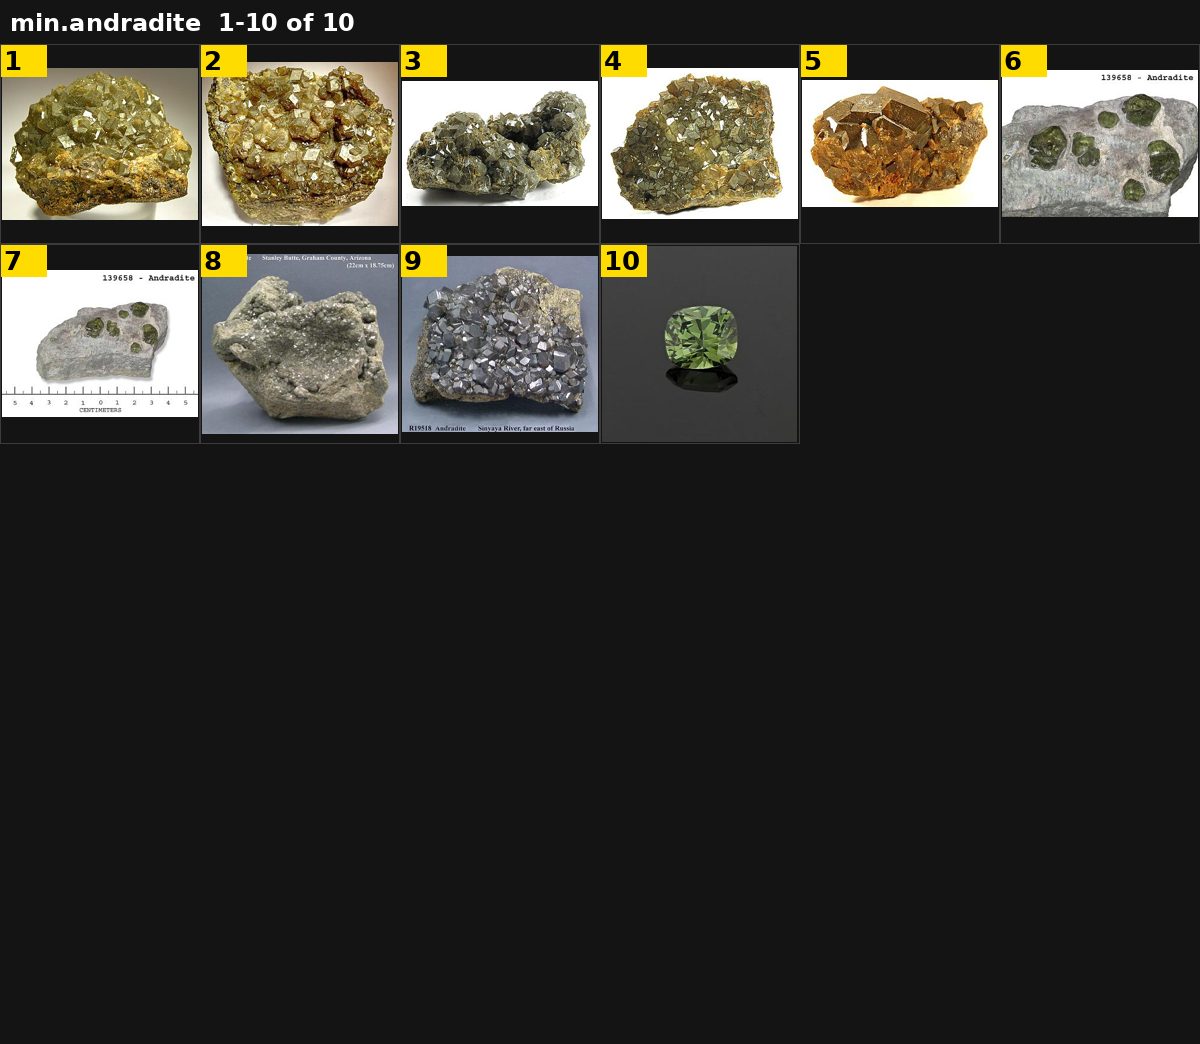 min.andradite 1-10 of 10
1
2
3
4
5
6
139658 - Andradite
7
139658 - Andradite
5 4 3 2 1 0 1 2 3 4 5
CENTIMETERS
8
Stanley Butte, Graham County, Arizona
(22cm x 18.75cm)
9
R19518 Andradite Sinyaya River, far east of Russia
10